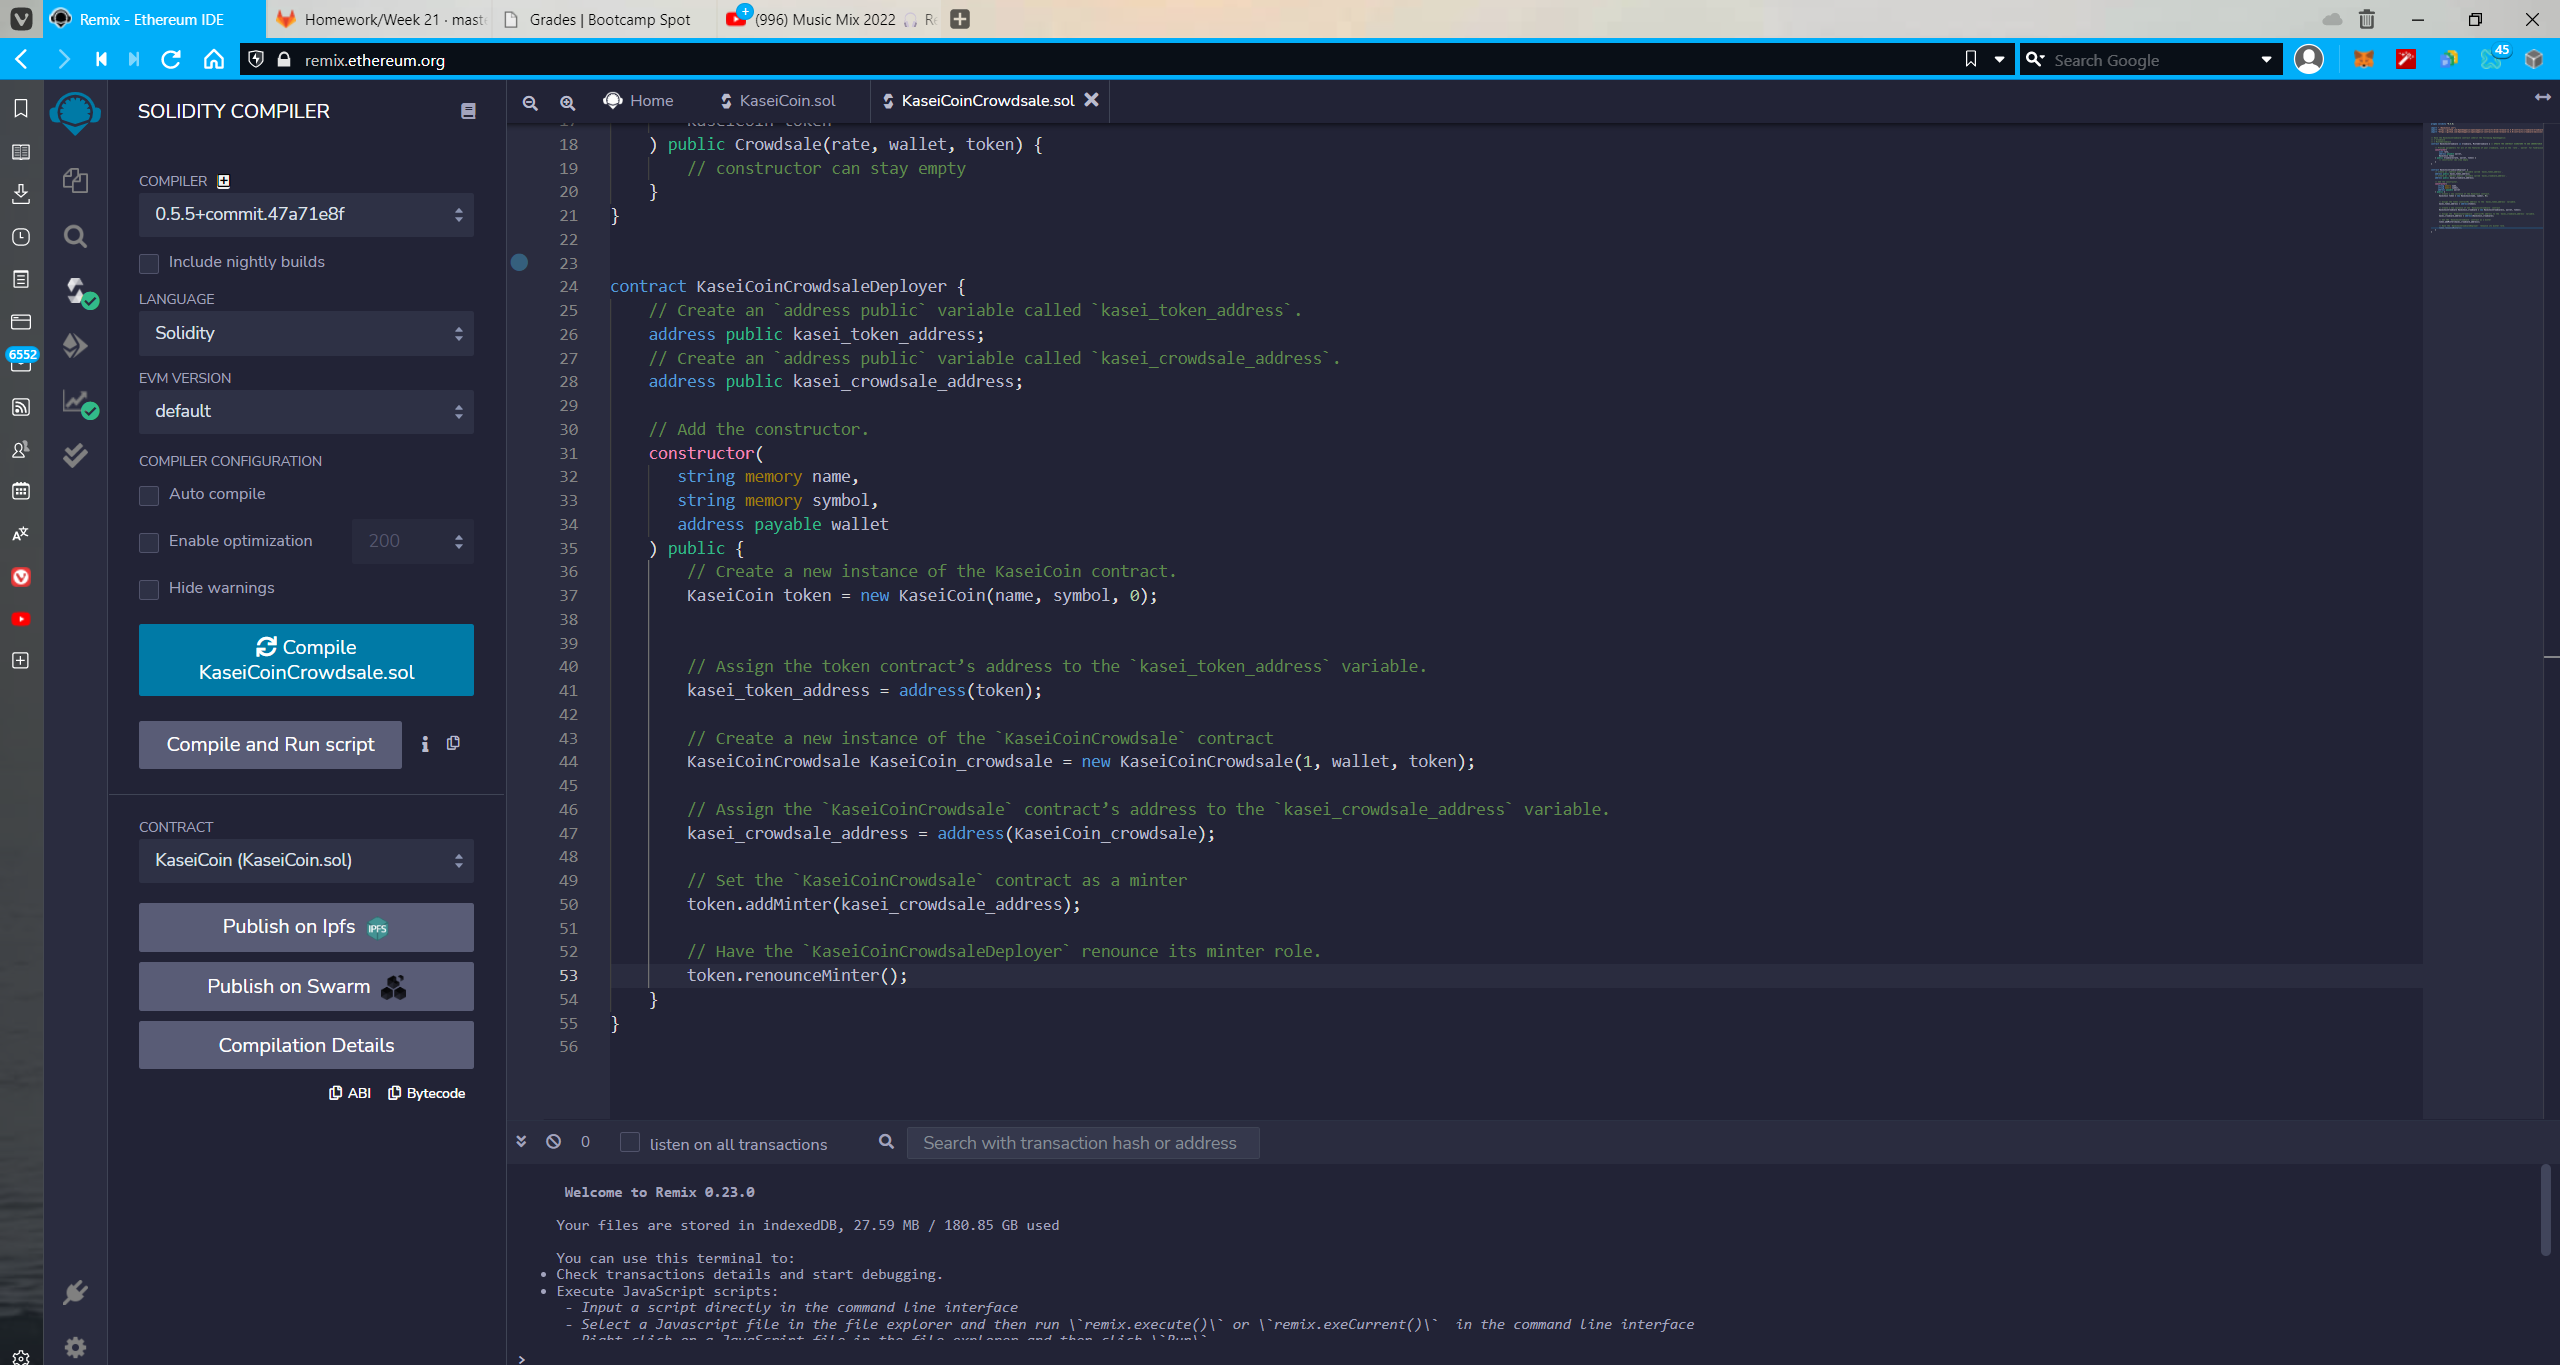 Remix - Ethereum IDE
Homework/Week 21 · mast
Grades | Bootcamp Spot
(996) Music Mix 2022
remix.ethereum.org
Search Google
45
6552
SOLIDITY COMPILER
COMPILER
0.5.5+commit.47a71e8f
Include nightly builds
LANGUAGE
Solidity
EVM VERSION
default
COMPILER CONFIGURATION
Auto compile
Enable optimization
200
Hide warnings
Compile
KaseiCoinCrowdsale.sol
Compile and Run script
CONTRACT
KaseiCoin (KaseiCoin.sol)
Publish on Ipfs
IPFS
Publish on Swarm
Compilation Details
ABI
Bytecode
Home
KaseiCoin.sol
KaseiCoinCrowdsale.sol
18 ) public Crowdsale(rate, wallet, token) {
19 // constructor can stay empty
20 }
21 }
22
23
24 contract KaseiCoinCrowdsaleDeployer {
25 // Create an `address public` variable called `kasei_token_address`.
26 address public kasei_token_address;
27 // Create an `address public` variable called `kasei_crowdsale_address`.
28 address public kasei_crowdsale_address;
29
30 // Add the constructor.
31 constructor(
32 string memory name,
33 string memory symbol,
34 address payable wallet
35 ) public {
36 // Create a new instance of the KaseiCoin contract.
37 KaseiCoin token = new KaseiCoin(name, symbol, 0);
38
39
40 // Assign the token contract’s address to the `kasei_token_address` variable.
41 kasei_token_address = address(token);
42
43 // Create a new instance of the `KaseiCoinCrowdsale` contract
44 KaseiCoinCrowdsale KaseiCoin_crowdsale = new KaseiCoinCrowdsale(1, wallet, token);
45
46 // Assign the `KaseiCoinCrowdsale` contract’s address to the `kasei_crowdsale_address` variable.
47 kasei_crowdsale_address = address(KaseiCoin_crowdsale);
48
49 // Set the `KaseiCoinCrowdsale` contract as a minter
50 token.addMinter(kasei_crowdsale_address);
51
52 // Have the `KaseiCoinCrowdsaleDeployer` renounce its minter role.
53 token.renounceMinter();
54 }
55 }
56
0
listen on all transactions
Search with transaction hash or address
Welcome to Remix 0.23.0
Your files are stored in indexedDB, 27.59 MB / 180.85 GB used
You can use this terminal to:
• Check transactions details and start debugging.
• Execute JavaScript scripts:
- Input a script directly in the command line interface
- Select a Javascript file in the file explorer and then run \`remix.execute()\` or \`remix.exeCurrent()\` in the command line interface
- Right click on a JavaScript file in the file explorer and then click \`Run\`
>